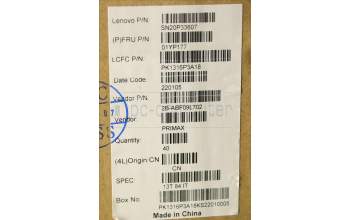 Lenovo P/N:
SN20P33607
(P)FRU P/N:
01YP177
LCFC P/N:
PK1316P3A18
Date Code:
220105
Vendor P/N:
2B-ABF09L702
Vendor:
PRIMAX
Quantity:
40
(4L)Origin:CN
CN
SPEC:
13T 84 IT
Box No:
PK1316P3A18KS22010005
Made in China